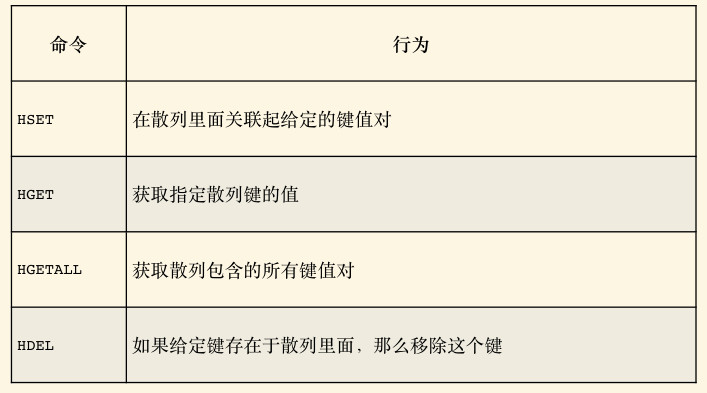 命令 行为
HSET 在散列里面关联起给定的键值对
HGET 获取指定散列键的值
HGETALL 获取散列包含的所有键值对
HDEL 如果给定键存在于散列里面，那么移除这个键